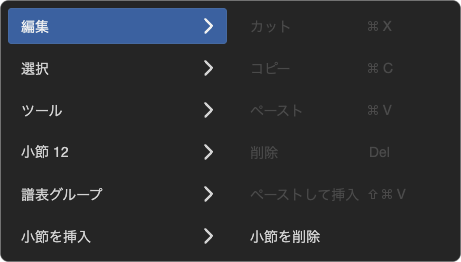 編集
選択
ツール
小節 12
譜表グループ
小節を挿入
カット ⌘ X
コピー ⌘ C
ペースト ⌘ V
削除 Del
ペーストして挿入 ⇧ ⌘ V
小節を削除